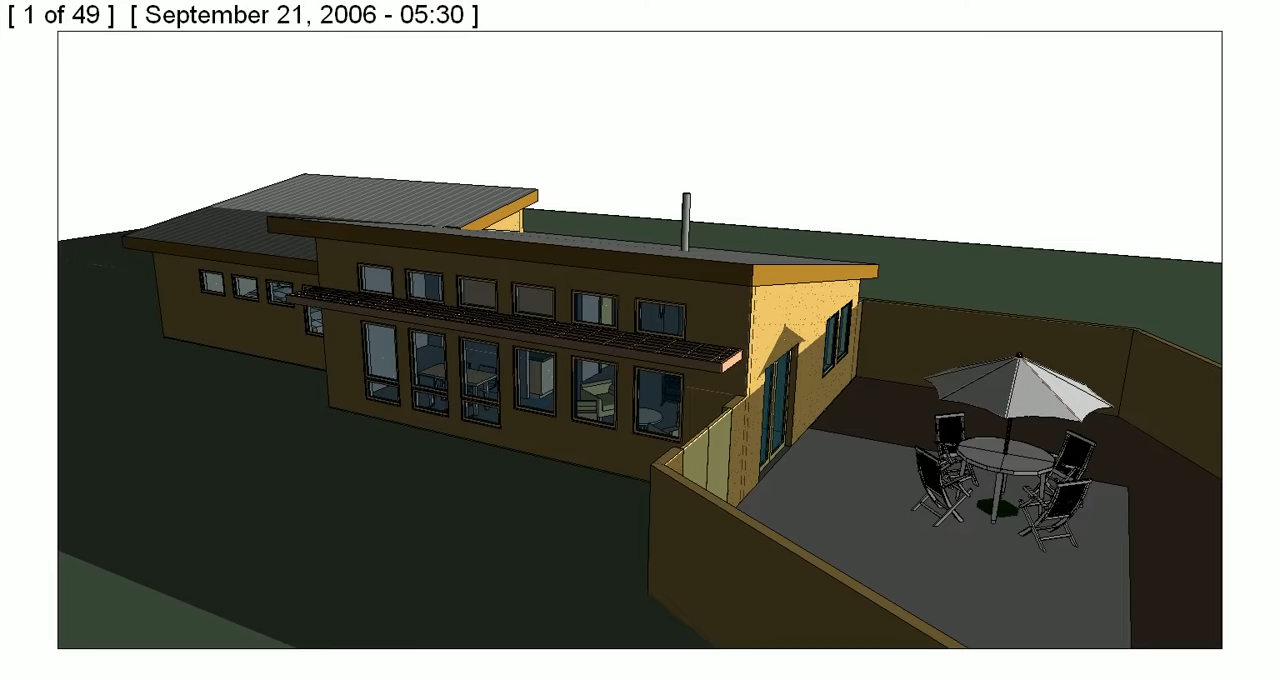 [ 1 of 49 ] [ September 21, 2006 - 05:30 ]